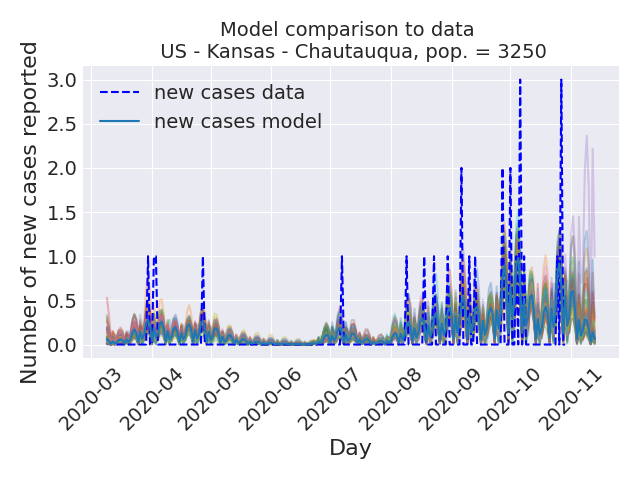 Model comparison to data
US - Kansas - Chautauqua, pop. = 3250
Number of new cases reported
3.0
2.5
2.0
1.5
1.0
0.5
0.0
new cases data
new cases model
2020-03
2020-04
2020-05
2020-06
2020-07
2020-08
2020-09
2020-10
2020-11
Day